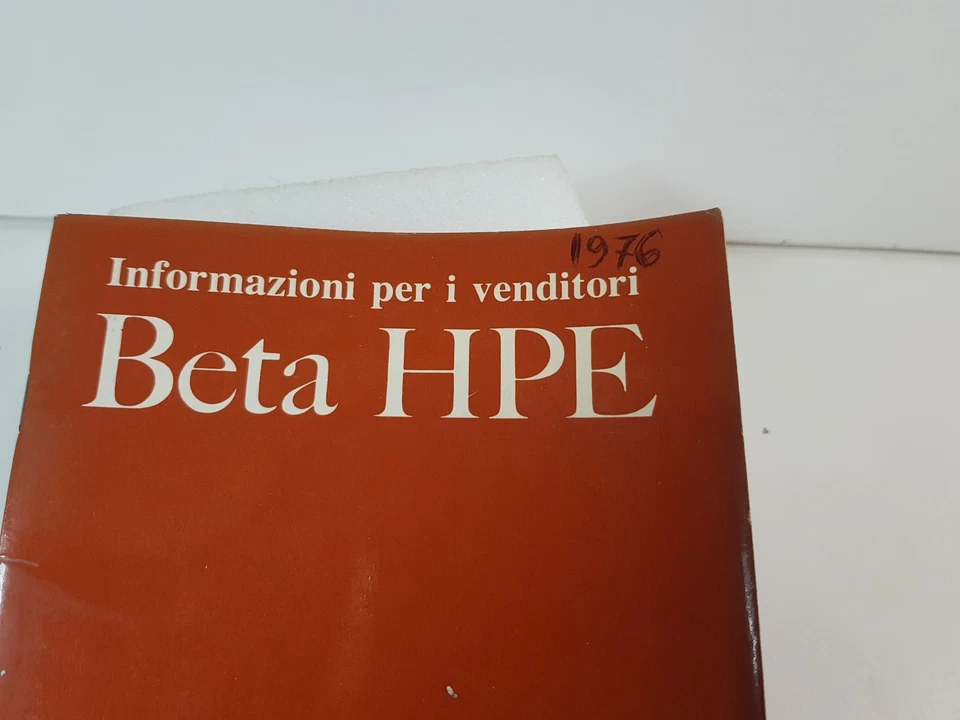 1976
Informazioni per i venditori
Beta HPE